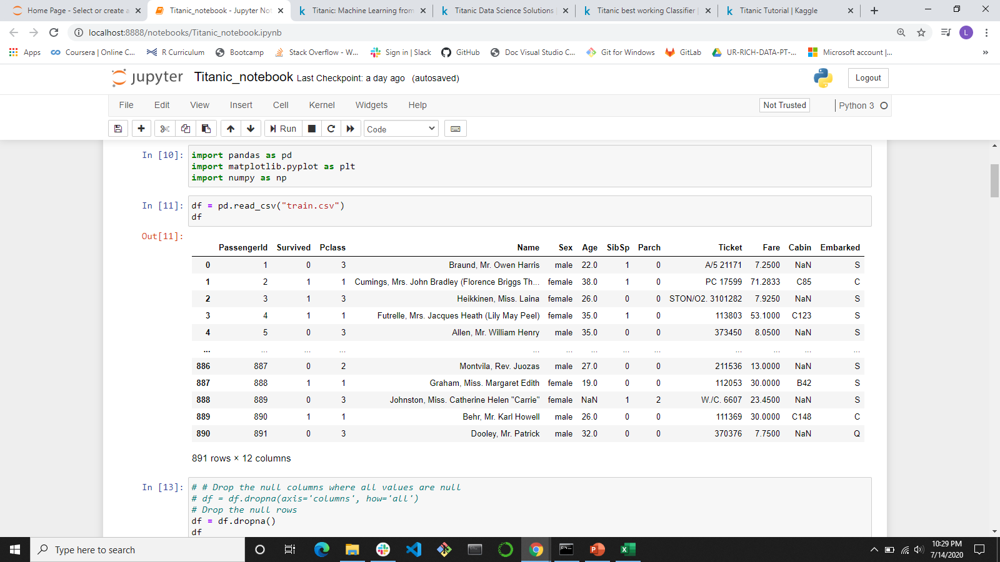 Home Page - Select or create a
Titanic_notebook - Jupyter Not
Titanic: Machine Learning from
Titanic Data Science Solutions |
Titanic best working Classifier |
Titanic Tutorial | Kaggle
localhost:8888/notebooks/Titanic_notebook.ipynb
L
Apps
Coursera | Online C...
R Curriculum
Bootcamp
Stack Overflow - W...
Sign in | Slack
GitHub
Doc Visual Studio C...
Git for Windows
GitLab
UR-RICH-DATA-PT-...
Microsoft account |...
»
jupyter Titanic_notebook Last Checkpoint: a day ago (autosaved)
Logout
File Edit View Insert Cell Kernel Widgets Help
Not Trusted
Python 3
Run
Code
In [10]: import pandas as pd
import matplotlib.pyplot as plt
import numpy as np
In [11]: df = pd.read_csv("train.csv")
df
Out[11]:
PassengerId Survived Pclass Name Sex Age SibSp Parch Ticket Fare Cabin Embarked
0 1 0 3 Braund, Mr. Owen Harris male 22.0 1 0 A/5 21171 7.2500 NaN S
1 2 1 1 Cumings, Mrs. John Bradley (Florence Briggs Th... female 38.0 1 0 PC 17599 71.2833 C85 C
2 3 1 3 Heikkinen, Miss. Laina female 26.0 0 0 STON/O2. 3101282 7.9250 NaN S
3 4 1 1 Futrelle, Mrs. Jacques Heath (Lily May Peel) female 35.0 1 0 113803 53.1000 C123 S
4 5 0 3 Allen, Mr. William Henry male 35.0 0 0 373450 8.0500 NaN S
... ... ... ... ... ... ... ... ... ... ... ... ...
886 887 0 2 Montvila, Rev. Juozas male 27.0 0 0 211536 13.0000 NaN S
887 888 1 1 Graham, Miss. Margaret Edith female 19.0 0 0 112053 30.0000 B42 S
888 889 0 3 Johnston, Miss. Catherine Helen "Carrie" female NaN 1 2 W./C. 6607 23.4500 NaN S
889 890 1 1 Behr, Mr. Karl Howell male 26.0 0 0 111369 30.0000 C148 C
890 891 0 3 Dooley, Mr. Patrick male 32.0 0 0 370376 7.7500 NaN Q
891 rows × 12 columns
In [13]: # # Drop the null columns where all values are null
# df = df.dropna(axis='columns', how='all')
# Drop the null rows
df = df.dropna()
df
Type here to search
10:29 PM
7/14/2020